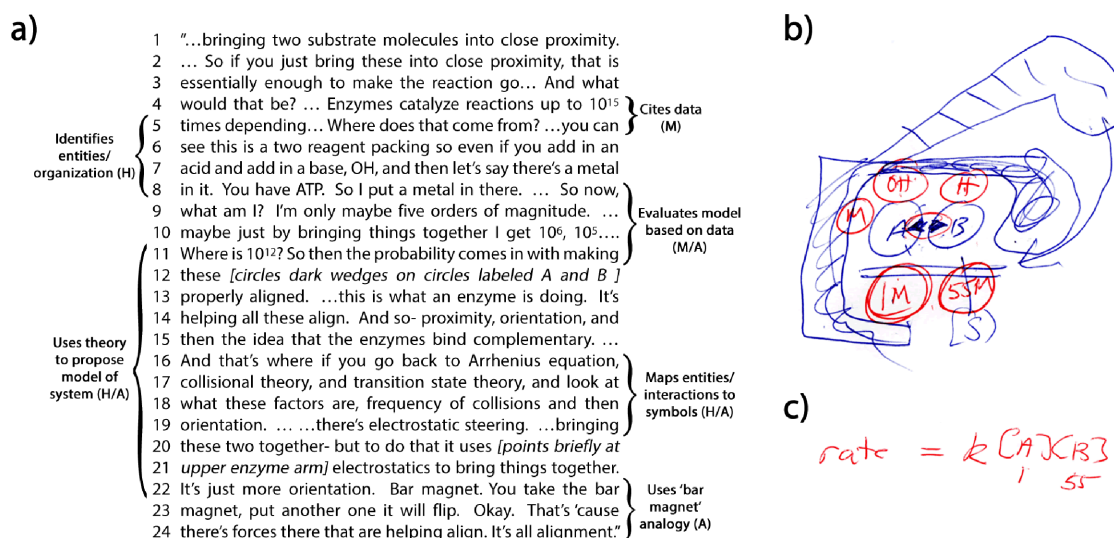 a)
1 "…bringing two substrate molecules into close proximity.
2 … So if you just bring these into close proximity, that is
3 essentially enough to make the reaction go… And what
4 would that be? … Enzymes catalyze reactions up to 10¹⁵
5 times depending… Where does that come from? …you can
6 see this is a two reagent packing so even if you add in an
7 acid and add in a base, OH, and then let's say there's a metal
8 in it. You have ATP. So I put a metal in there. … So now,
9 what am I? I'm only maybe five orders of magnitude. …
10 maybe just by bringing things together I get 10⁶, 10⁵….
11 Where is 10¹²? So then the probability comes in with making
12 these [circles dark wedges on circles labeled A and B ]
13 properly aligned. …this is what an enzyme is doing. It's
14 helping all these align. And so- proximity, orientation, and
15 then the idea that the enzymes bind complementary. …
16 And that's where if you go back to Arrhenius equation,
17 collisional theory, and transition state theory, and look at
18 what these factors are, frequency of collisions and then
19 orientation. … …there's electrostatic steering. …bringing
20 these two together- but to do that it uses [points briefly at
21 upper enzyme arm] electrostatics to bring things together.
22 It's just more orientation. Bar magnet. You take the bar
23 magnet, put another one it will flip. Okay. That's 'cause
24 there's forces there that are helping align. It's all alignment."
Identifies
entities/
organization (H)
Uses theory
to propose
model of
system (H/A)
Cites data
(M)
Evaluates model
based on data
(M/A)
Maps entities/
interactions to
symbols (H/A)
Uses 'bar
magnet'
analogy (A)
b)
OH H
M A B
1M 55M
[S]
c)
rate = k[A][B]
1 55